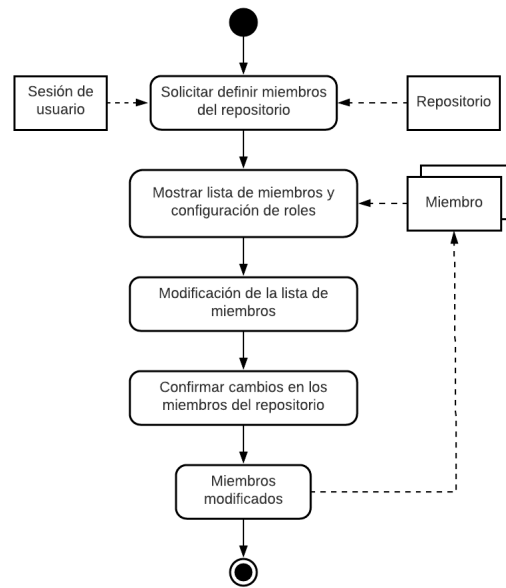 Sesión de
usuario
Solicitar definir miembros
del repositorio
Repositorio
Mostrar lista de miembros y
configuración de roles
Miembro
Modificación de la lista de
miembros
Confirmar cambios en los
miembros del repositorio
Miembros
modificados